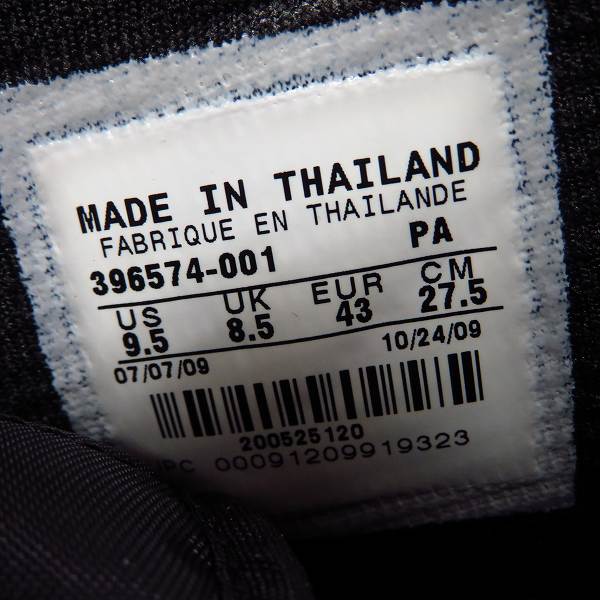 MADE IN THAILAND
FABRIQUE EN THAILANDE
396574-001 PA
US UK EUR CM
9.5 8.5 43 27.5
07/07/09 10/24/09
200525120
UPC 00091209919323